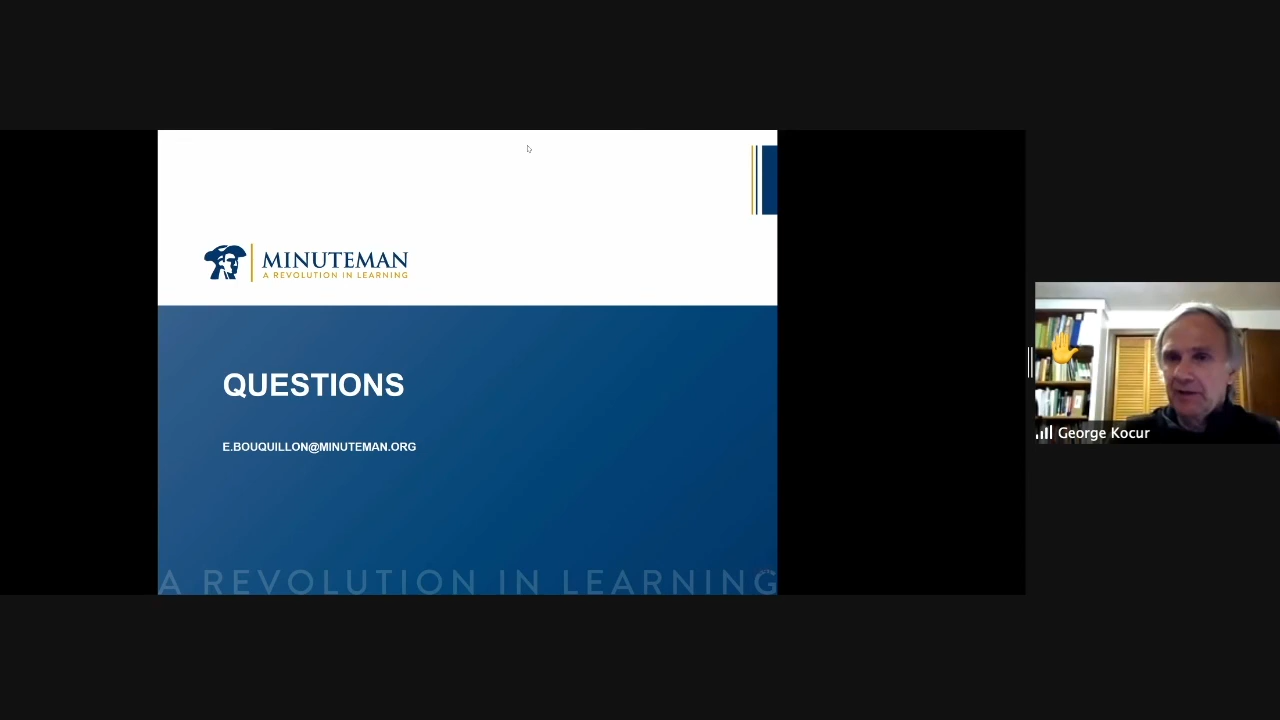 MINUTEMAN
A REVOLUTION IN LEARNING
QUESTIONS
E.BOUQUILLON@MINUTEMAN.ORG
A REVOLUTION IN LEARNING
George Kocur